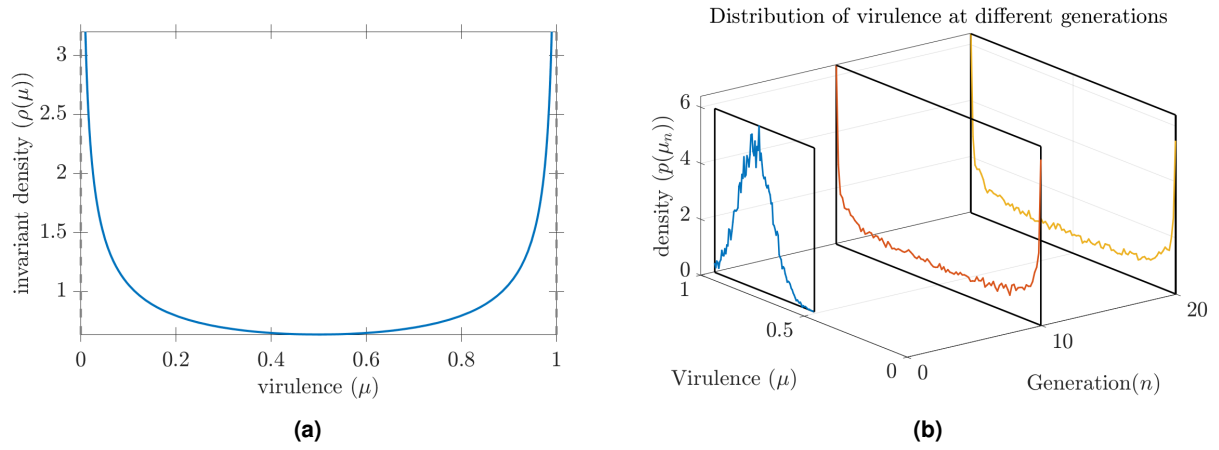 3
2.5
2
1.5
1
invariant density (ρ(μ))
0 0.2 0.4 0.6 0.8 1
virulence (μ)
(a)
Distribution of virulence at different generations
6
4
2
0
density (p(μₙ))
1
0.5
0
Virulence (μ)
0
10
20
Generation(n)
(b)